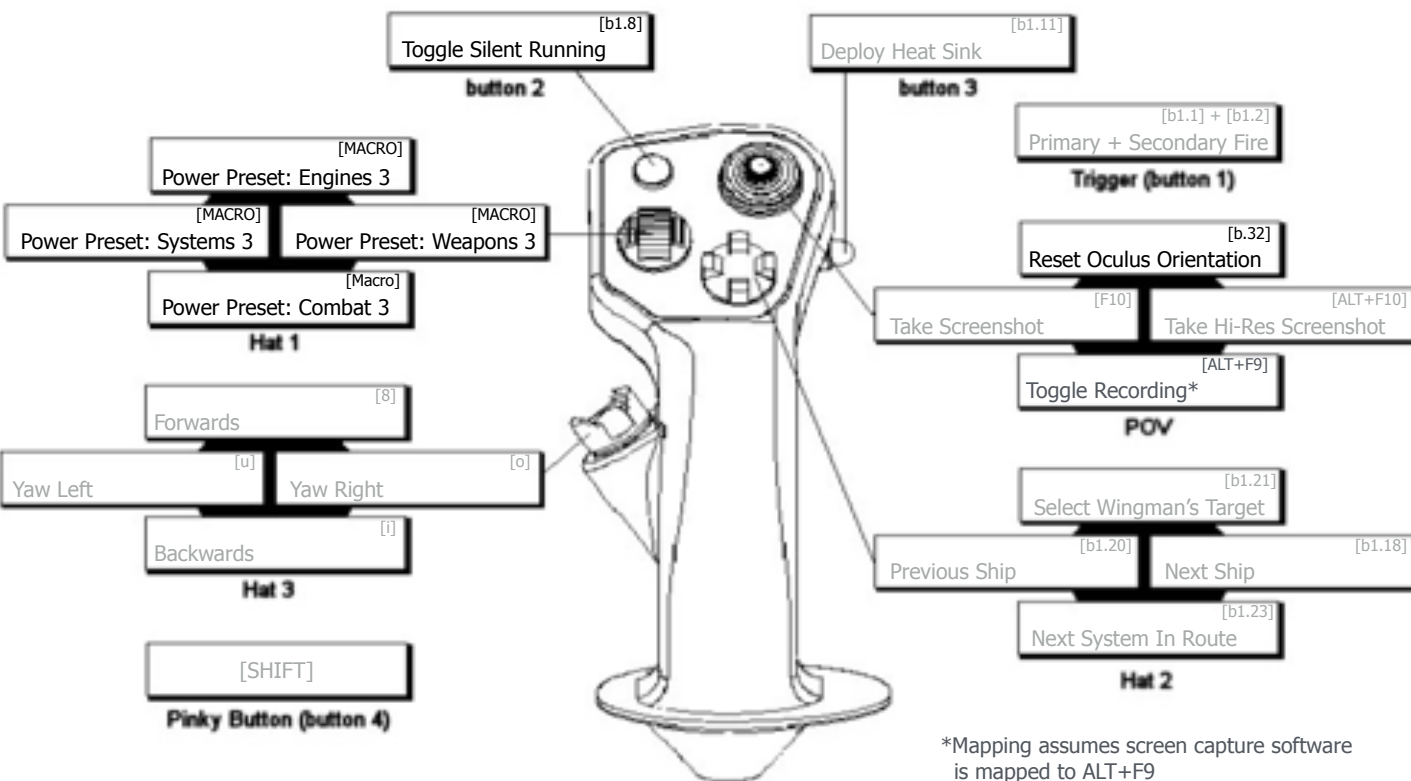 [b1.8]
Toggle Silent Running
button 2
[b1.11]
Deploy Heat Sink
button 3
[b1.1] + [b1.2]
Primary + Secondary Fire
Trigger (button 1)
[MACRO]
Power Preset: Engines 3
[MACRO]
Power Preset: Systems 3
[MACRO]
Power Preset: Weapons 3
[Macro]
Power Preset: Combat 3
Hat 1
[b.32]
Reset Oculus Orientation
[F10]
Take Screenshot
[ALT+F10]
Take Hi-Res Screenshot
[ALT+F9]
Toggle Recording*
POV
[8]
Forwards
[u]
Yaw Left
[o]
Yaw Right
[i]
Backwards
Hat 3
[b1.21]
Select Wingman's Target
[b1.20]
Previous Ship
[b1.18]
Next Ship
[b1.23]
Next System In Route
Hat 2
[SHIFT]
Pinky Button (button 4)
*Mapping assumes screen capture software
is mapped to ALT+F9